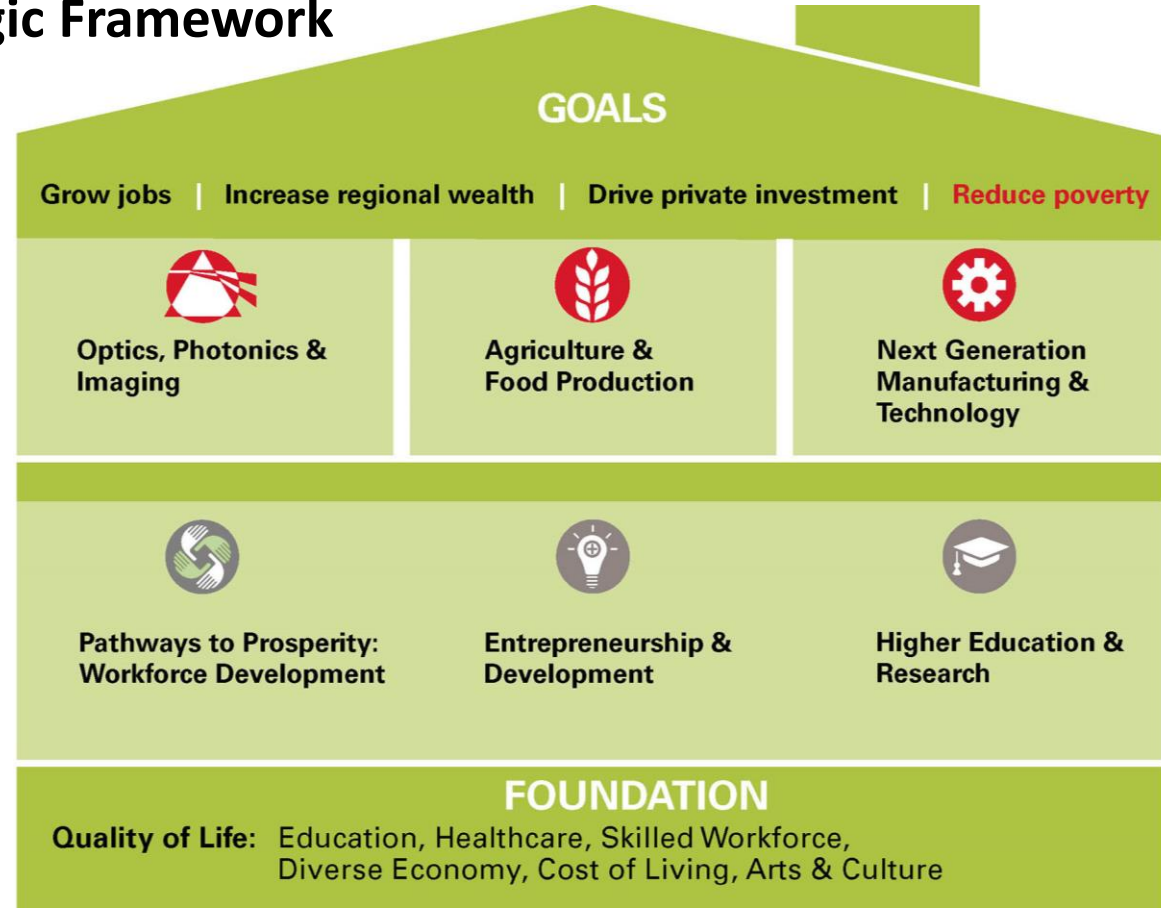 gic Framework
GOALS
Grow jobs | Increase regional wealth | Drive private investment | Reduce poverty
Optics, Photonics &
Imaging
Agriculture &
Food Production
Next Generation
Manufacturing &
Technology
Pathways to Prosperity:
Workforce Development
Entrepreneurship &
Development
Higher Education &
Research
FOUNDATION
Quality of Life: Education, Healthcare, Skilled Workforce,
Diverse Economy, Cost of Living, Arts & Culture